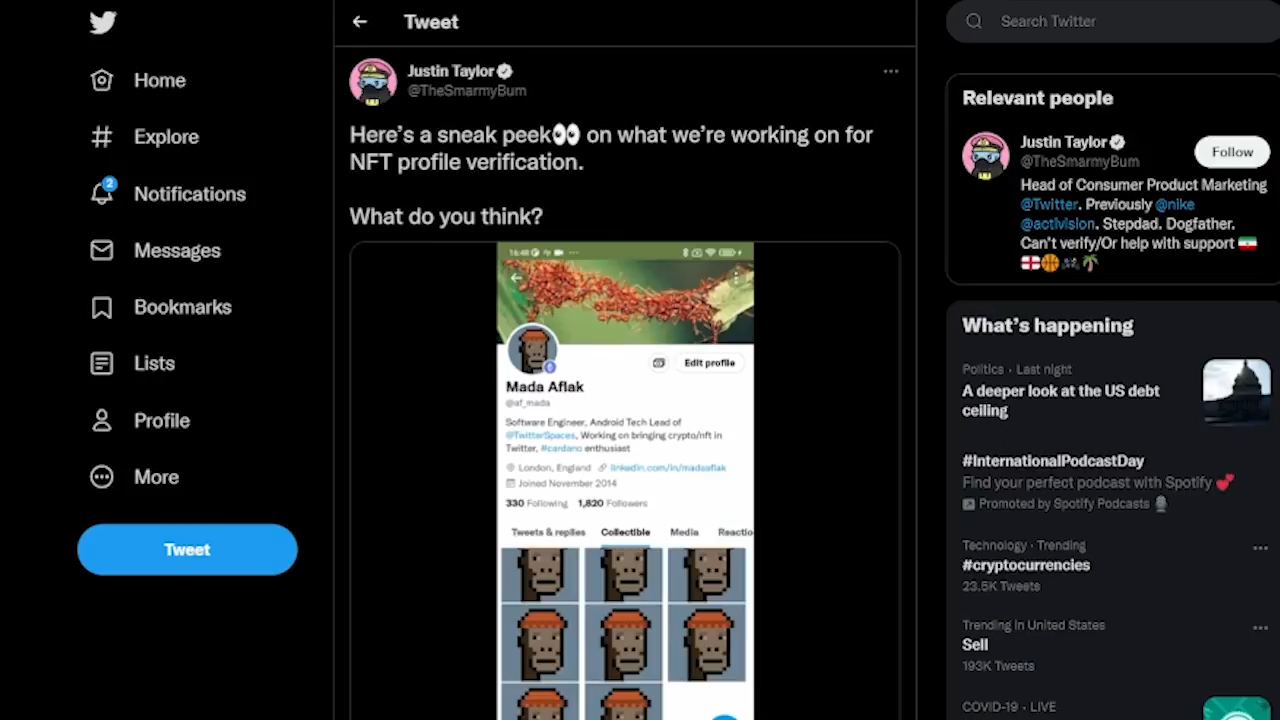 Home
Explore
2
Notifications
Messages
Bookmarks
Lists
Profile
More
Tweet
Tweet
Justin Taylor
@TheSmarmyBum
Here's a sneak peek👀 on what we're working on for
NFT profile verification.
What do you think?
16:48
Edit profile
Mada Aflak
@af_mada
Software Engineer, Android Tech Lead of
@TwitterSpaces, Working on bringing crypto/nft in
Twitter, #cardano enthusiast
London, England linkedin.com/in/madaaflak
Joined November 2014
330 Following 1,820 Followers
Tweets & replies Collectible Media Reactio
Search Twitter
Relevant people
Justin Taylor
@TheSmarmyBum
Follow
Head of Consumer Product Marketing
@Twitter. Previously @nike
@activision. Stepdad. Dogfather.
Can't verify/Or help with support 🇮🇷
🏴󠁧󠁢󠁥󠁮󠁧󠁿🏀🎮🌴
What's happening
Politics · Last night
A deeper look at the US debt
ceiling
#InternationalPodcastDay
Find your perfect podcast with Spotify 💕
Promoted by Spotify Podcasts 🎙
Technology · Trending
#cryptocurrencies
23.5K Tweets
Trending in United States
Sell
193K Tweets
COVID-19 · LIVE